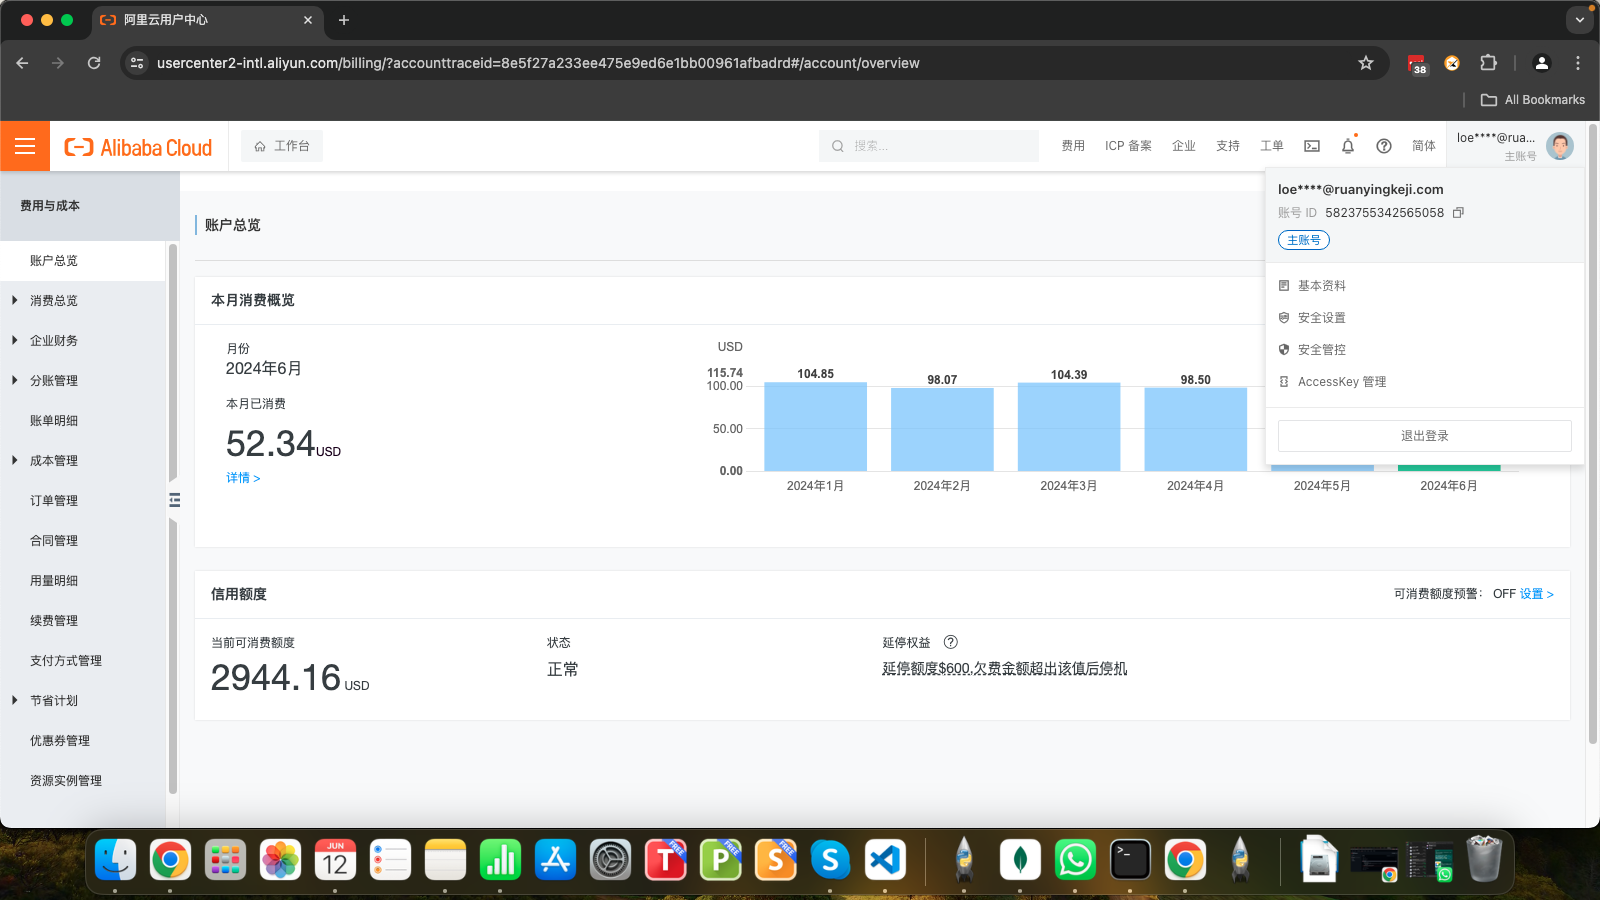 阿里云用户中心
usercenter2-intl.aliyun.com/billing/?accounttraceid=8e5f27a233ee475e9ed6e1bb00961afbadrd#/account/overview
38
All Bookmarks
Alibaba Cloud
工作台
搜索...
费用
ICP 备案
企业
支持
工单
简体
loe****@rua...
主账号
loe****@ruanyingkeji.com
账号 ID 5823755342565058
主账号
基本资料
安全设置
安全管控
AccessKey 管理
退出登录
费用与成本
账户总览
消费总览
企业财务
分账管理
账单明细
成本管理
订单管理
合同管理
用量明细
续费管理
支付方式管理
节省计划
优惠券管理
资源实例管理
账户总览
本月消费概览
月份
2024年6月
本月已消费
52.34USD
详情 >
USD
115.74
100.00
50.00
0.00
104.85
98.07
104.39
98.50
2024年1月
2024年2月
2024年3月
2024年4月
2024年5月
2024年6月
信用额度
可消费额度预警： OFF 设置 >
当前可消费额度
2944.16 USD
状态
正常
延停权益
延停额度$600,欠费金额超出该值后停机
JUN
12
T
FREE
P
FREE
S
FREE
S